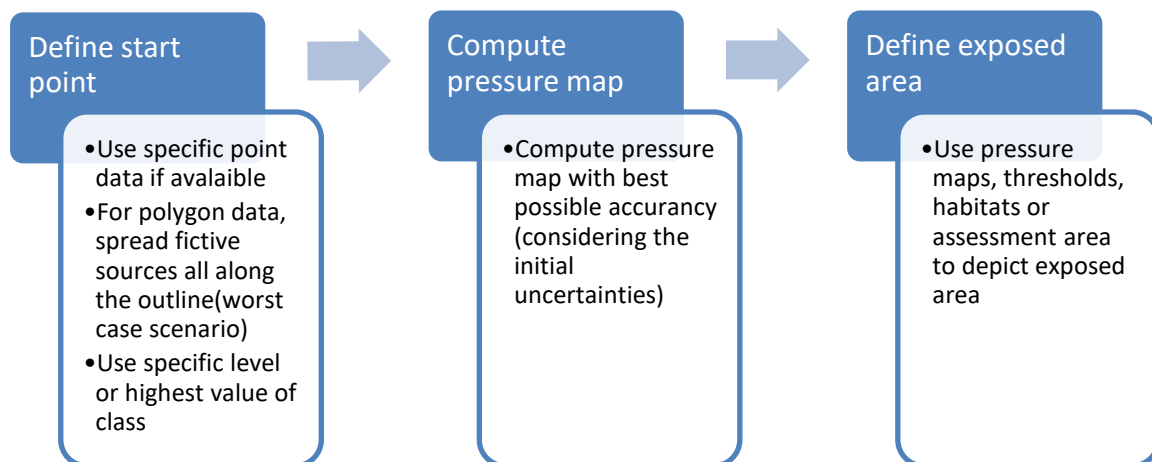 Define start
point
•Use specific point
data if avalaible
•For polygon data,
spread fictive
sources all along
the outline(worst
case scenario)
•Use specific level
or highest value of
class
Compute
pressure map
•Compute pressure
map with best
possible accurancy
(considering the
initial
uncertainties)
Define exposed
area
•Use pressure
maps, thresholds,
habitats or
assessment area
to depict exposed
area